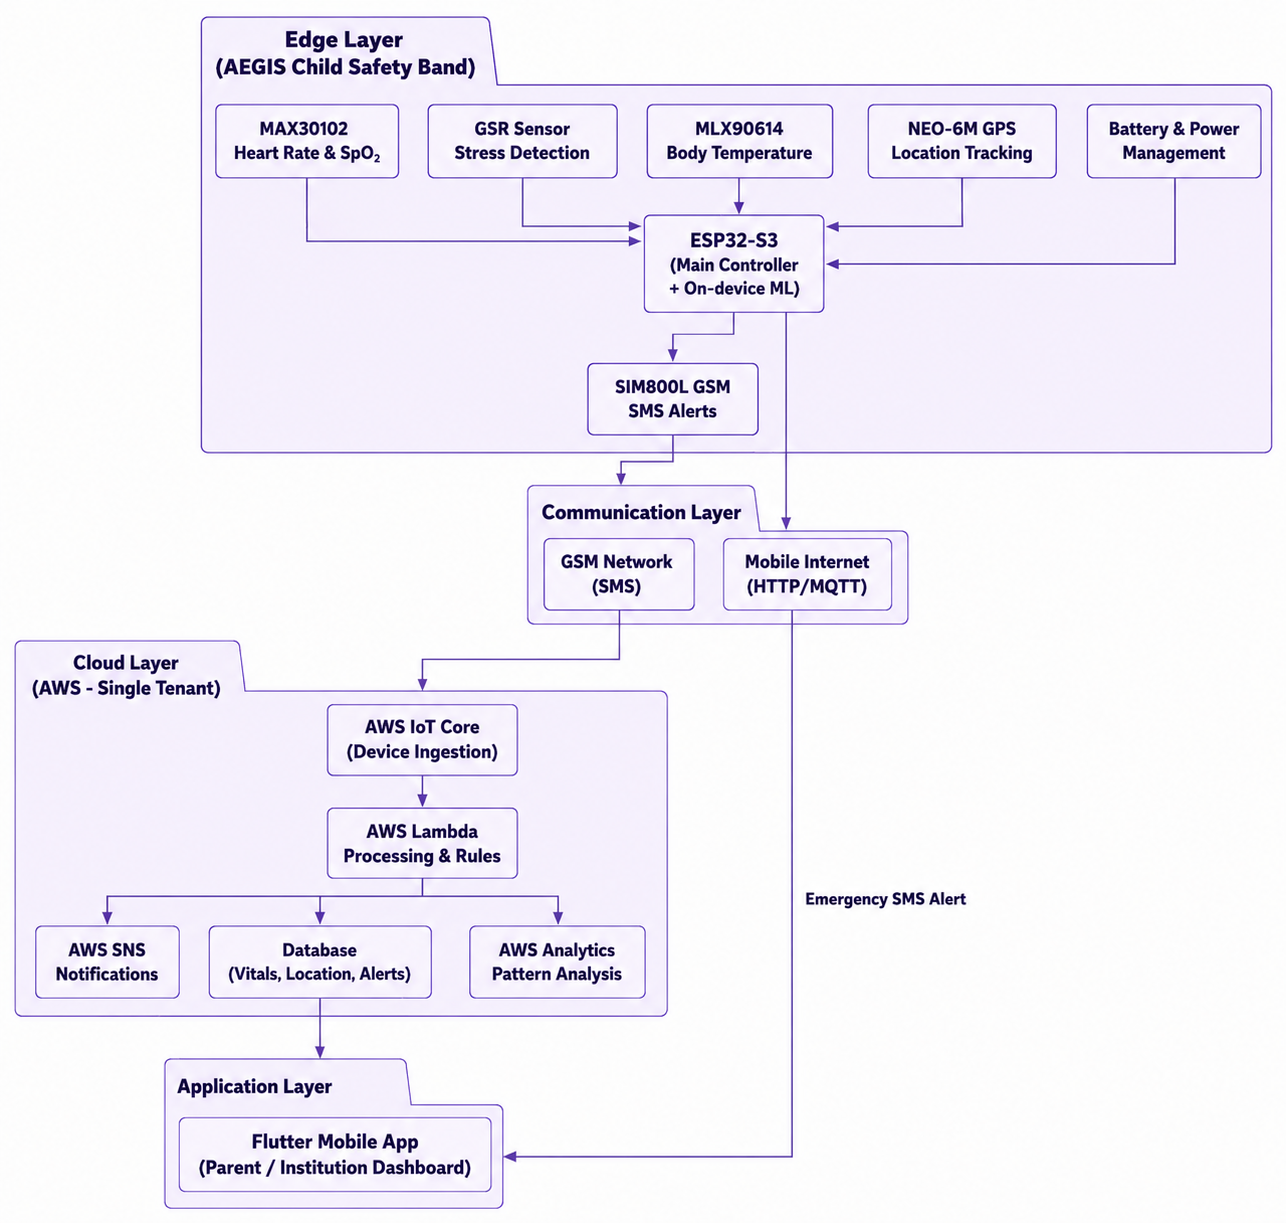 Edge Layer
(AEGIS Child Safety Band)
MAX30102
Heart Rate & SpO₂
GSR Sensor
Stress Detection
MLX90614
Body Temperature
NEO-6M GPS
Location Tracking
Battery & Power
Management
ESP32-S3
(Main Controller
+ On-device ML)
SIM800L GSM
SMS Alerts
Communication Layer
GSM Network
(SMS)
Mobile Internet
(HTTP/MQTT)
Cloud Layer
(AWS - Single Tenant)
AWS IoT Core
(Device Ingestion)
AWS Lambda
Processing & Rules
Emergency SMS Alert
AWS SNS
Notifications
Database
(Vitals, Location, Alerts)
AWS Analytics
Pattern Analysis
Application Layer
Flutter Mobile App
(Parent / Institution Dashboard)